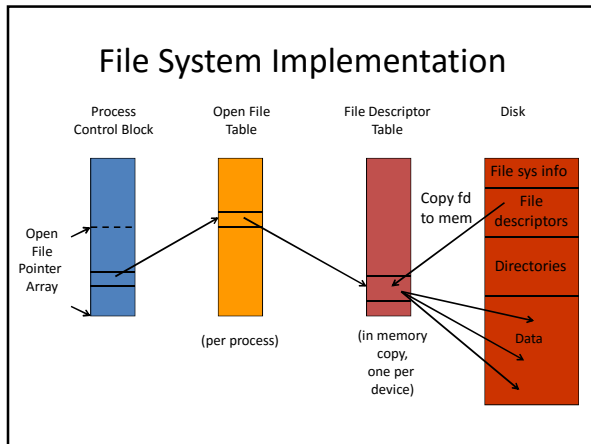 File System Implementation
Process
Control Block
Open File
Table
File Descriptor
Table
Disk
File sys info
File
descriptors
Directories
Data
Copy fd
to mem
Open
File
Pointer
Array
(per process)
(in memory
copy,
one per
device)